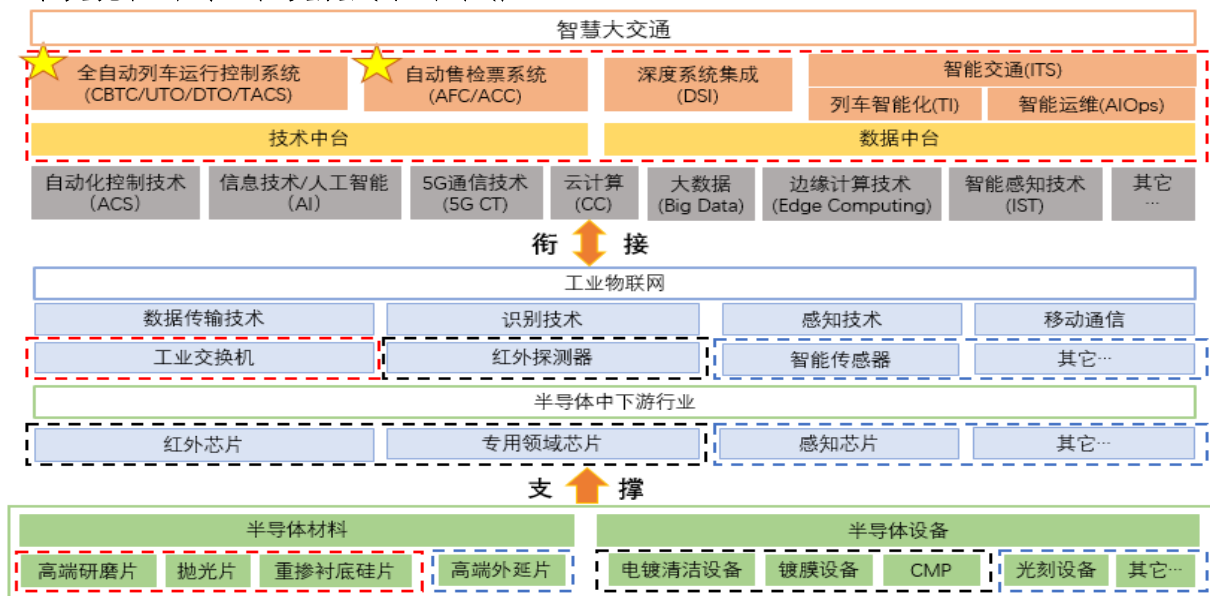 智慧大交通
全自动列车运行控制系统
(CBTC/UTO/DTO/TACS)
自动售检票系统
(AFC/ACC)
深度系统集成
(DSI)
智能交通(ITS)
列车智能化(TI)
智能运维(AIOps)
技术中台
数据中台
自动化控制技术
(ACS)
信息技术/人工智能
(AI)
5G通信技术
(5G CT)
云计算
(CC)
大数据
(Big Data)
边缘计算技术
(Edge Computing)
智能感知技术
(IST)
其它
...
衔 接
工业物联网
数据传输技术
识别技术
感知技术
移动通信
工业交换机
红外探测器
智能传感器
其它...
半导体中下游行业
红外芯片
专用领域芯片
感知芯片
其它...
支 撑
半导体材料
半导体设备
高端研磨片
抛光片
重掺衬底硅片
高端外延片
电镀清洁设备
镀膜设备
CMP
光刻设备
其它...